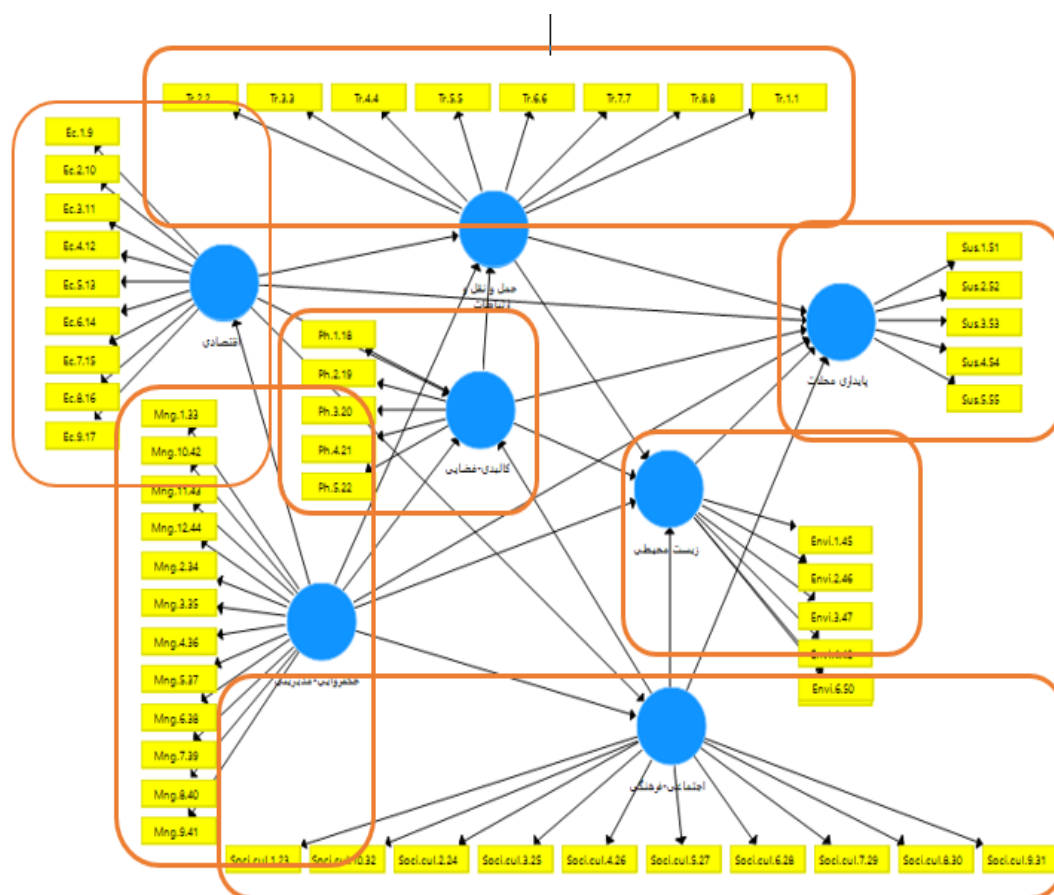 Tr.2.2
Tr.3.3
Tr.4.4
Tr.5.5
Tr.6.6
Tr.7.7
Tr.8.8
Tr.1.1
حمل و نقل و
ارتباطات
Ec.1.9
Ec.2.10
Ec.3.11
Ec.4.12
Ec.5.13
Ec.6.14
Ec.7.15
Ec.8.16
Ec.9.17
اقتصادی
Sus.1.51
Sus.2.52
Sus.3.53
Sus.4.54
Sus.5.55
پایداری محلات
Ph.1.18
Ph.2.19
Ph.3.20
Ph.4.21
Ph.5.22
کالبدی-فضایی
Mng.1.33
Mng.10.42
Mng.11.43
Mng.12.44
Mng.2.34
Mng.3.35
Mng.4.36
Mng.5.37
Mng.6.38
Mng.7.39
Mng.8.40
Mng.9.41
حکمروایی-مدیریتی
زیست محیطی
Envi.1.45
Envi.2.46
Envi.3.47
Envi.6.50
اجتماعی-فرهنگی
Soci.cul.1.23
Soci.cul.10.32
Soci.cul.2.24
Soci.cul.3.25
Soci.cul.4.26
Soci.cul.5.27
Soci.cul.6.28
Soci.cul.7.29
Soci.cul.8.30
Soci.cul.9.31